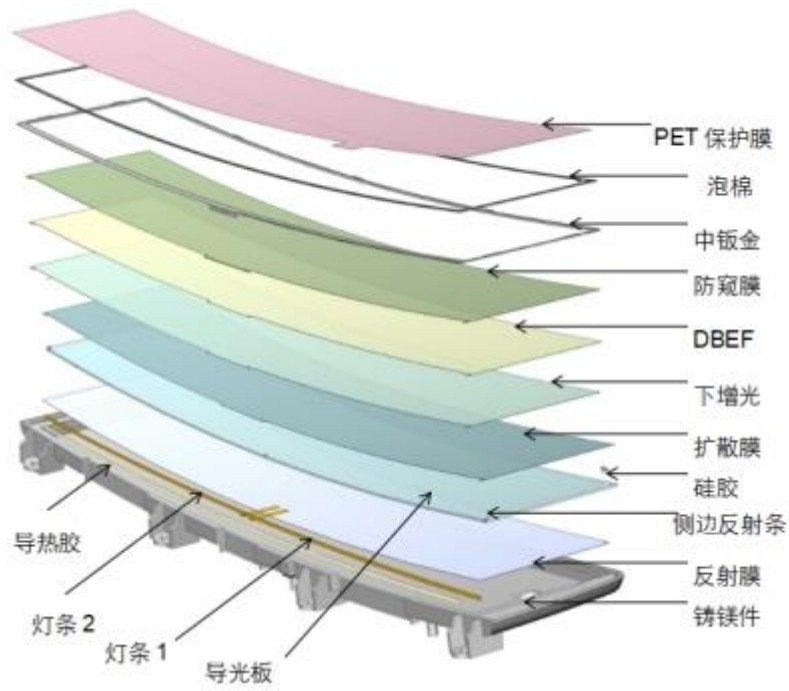 PET 保护膜
泡棉
中钣金
防窥膜
DBEF
下增光
扩散膜
硅胶
侧边反射条
反射膜
铸镁件
导热胶
灯条 2
灯条 1
导光板